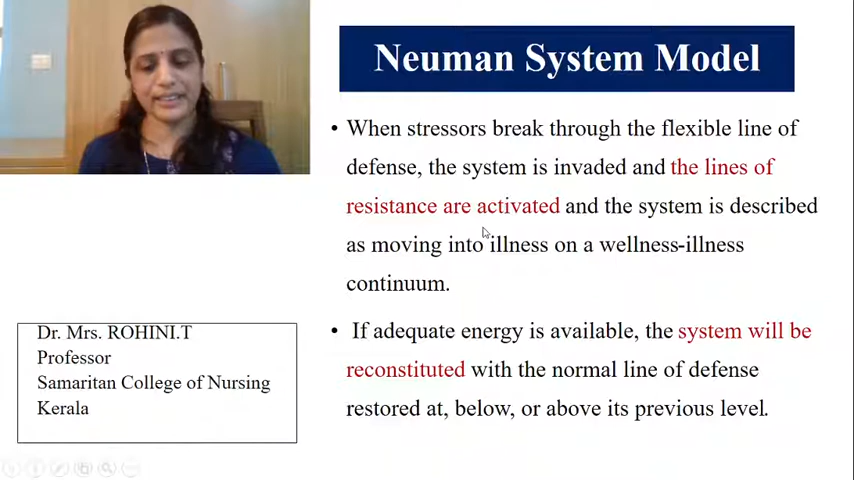 Neuman System Model
• When stressors break through the flexible line of
defense, the system is invaded and the lines of
resistance are activated and the system is described
as moving into illness on a wellness-illness
continuum.
• If adequate energy is available, the system will be
reconstituted with the normal line of defense
restored at, below, or above its previous level.
Dr. Mrs. ROHINI.T
Professor
Samaritan College of Nursing
Kerala